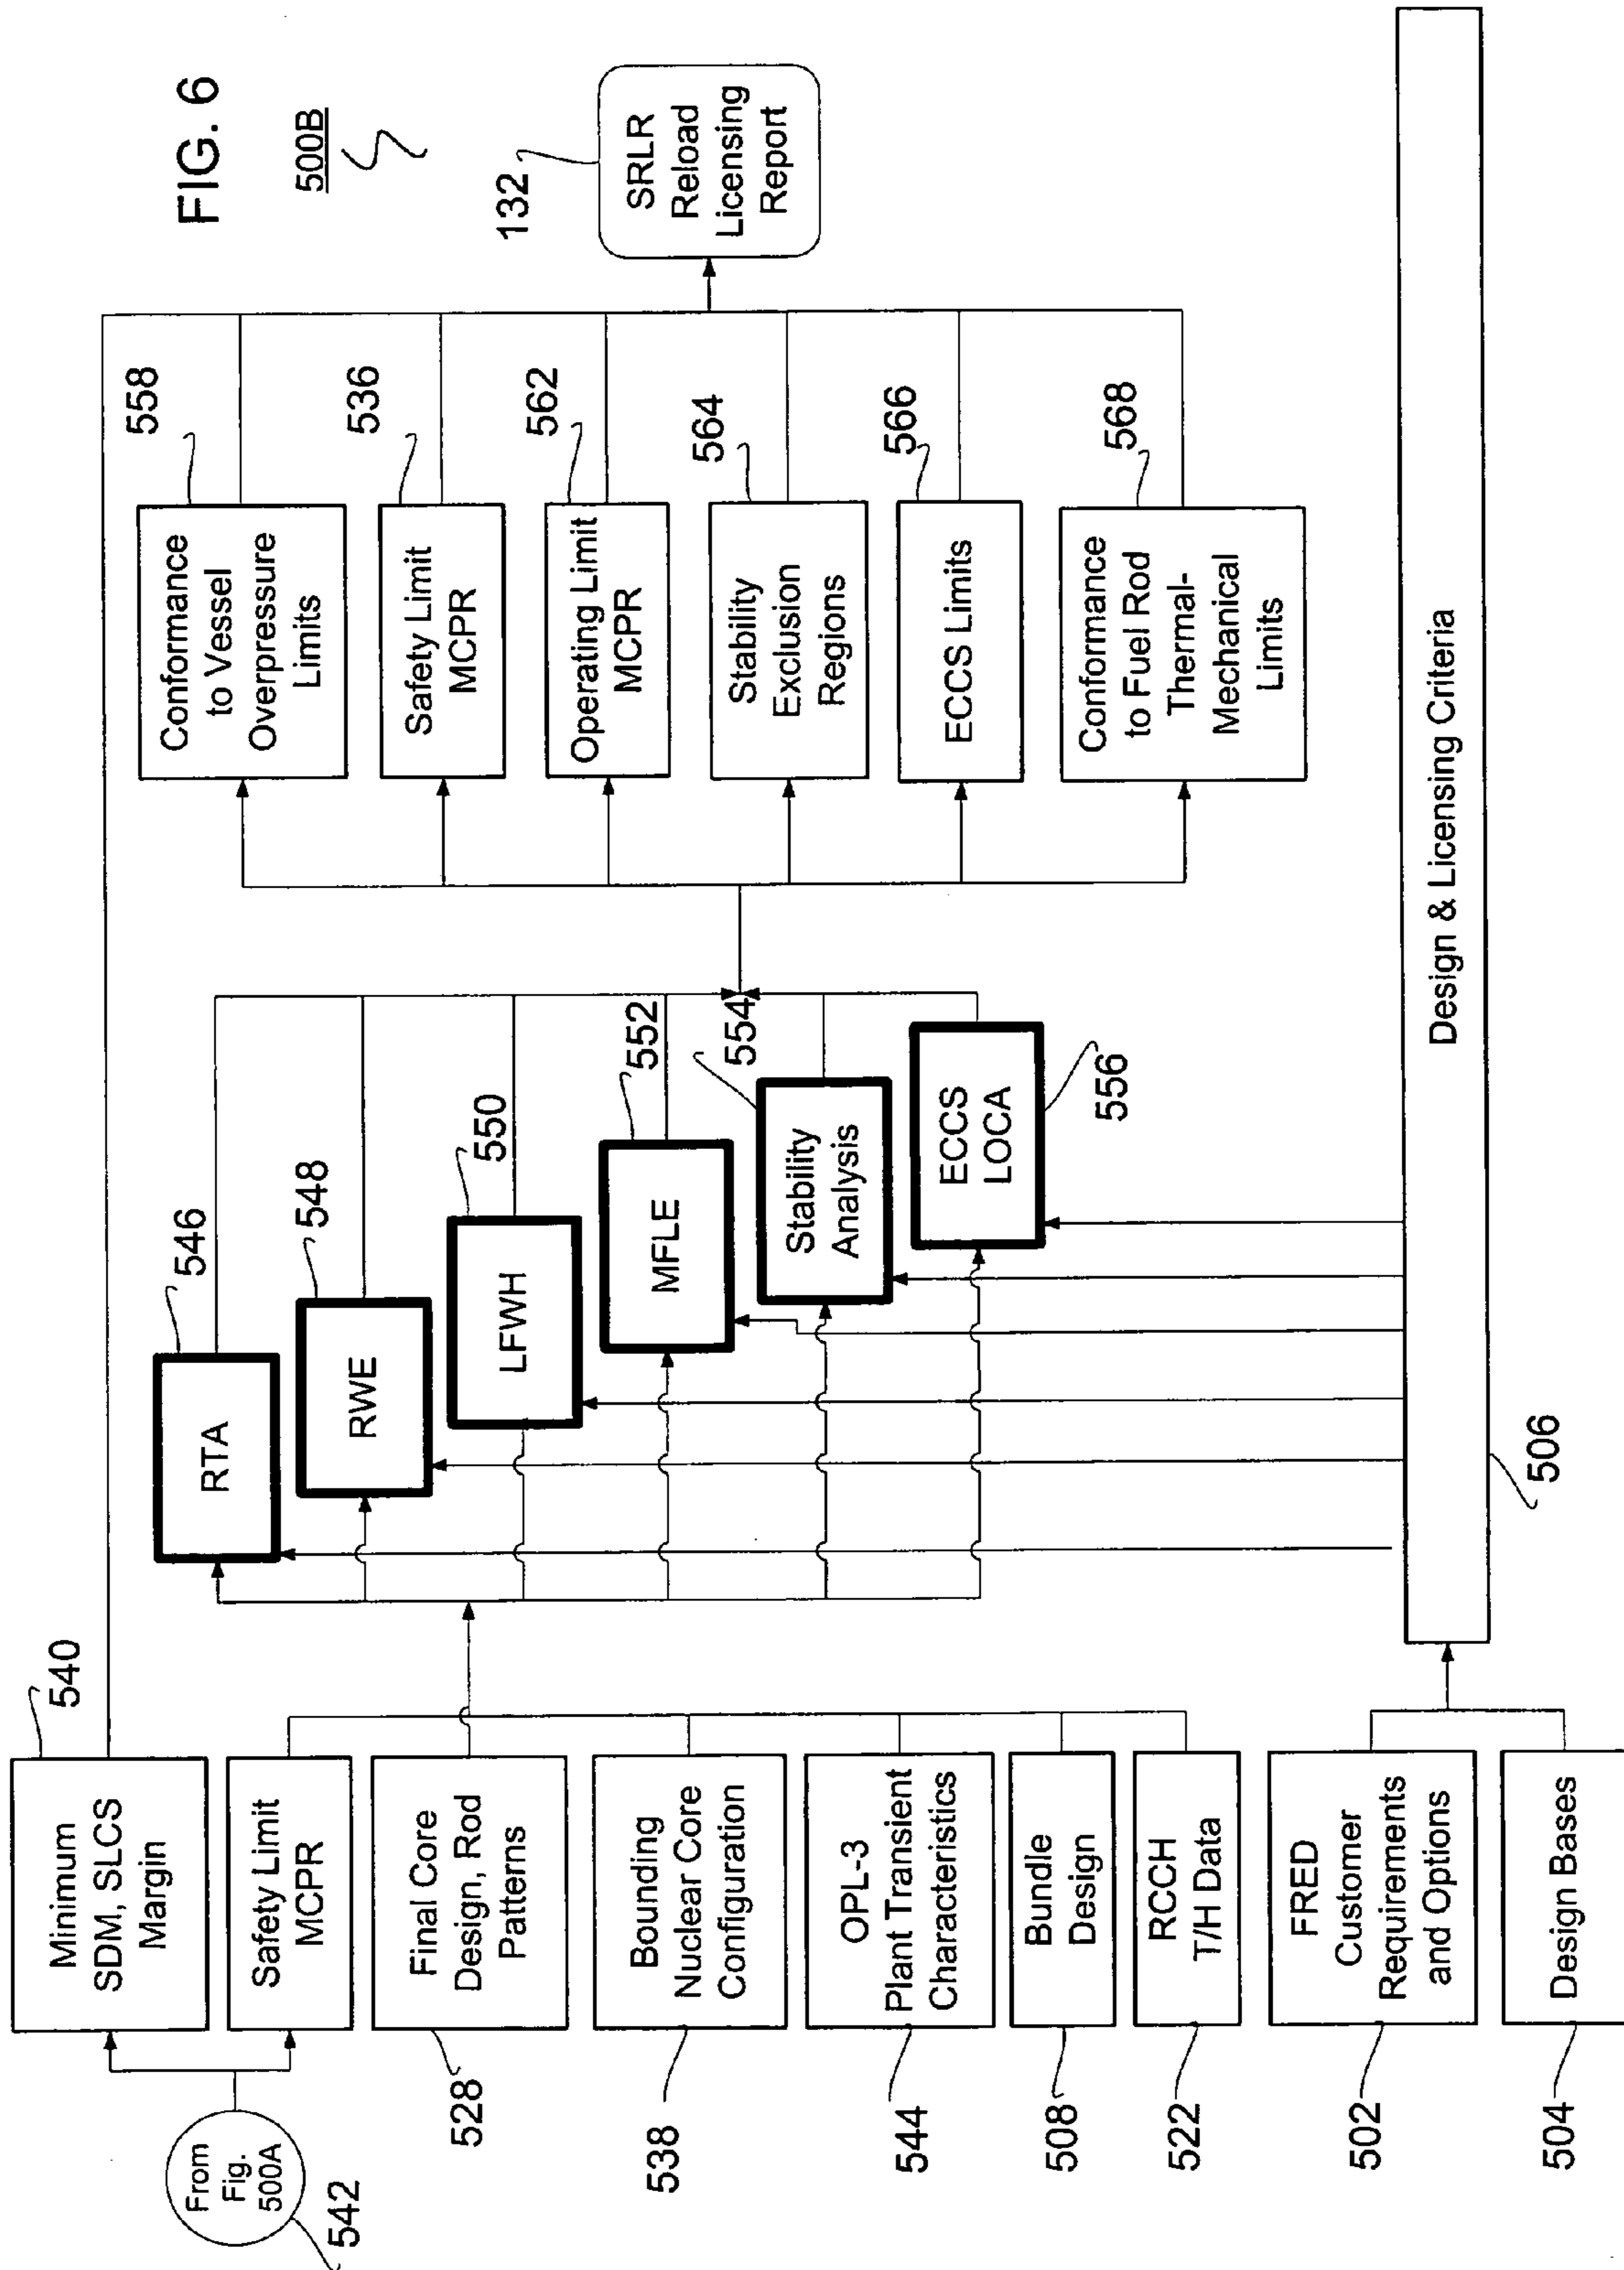 FIG. 6
500B
540
Minimum
SDM, SLCS
Margin
Safety Limit
MCPR
From
Fig.
500A
542
Final Core
Design, Rod
Patterns
528
Bounding
Nuclear Core
Configuration
538
OPL-3
Plant Transient
Characteristics
544
Bundle
Design
508
RCCH
T/H Data
522
FRED
Customer
Requirements
and Options
502
Design Bases
504
546
RTA
548
RWE
550
LFWH
552
MFLE
554
Stability
Analysis
ECCS
LOCA
556
Design & Licensing Criteria
506
558
Conformance
to Vessel
Overpressure
Limits
536
Safety Limit
MCPR
562
Operating Limit
MCPR
564
Stability
Exclusion
Regions
566
ECCS Limits
568
Conformance
to Fuel Rod
Thermal-
Mechanical
Limits
132
SRLR
Reload
Licensing
Report